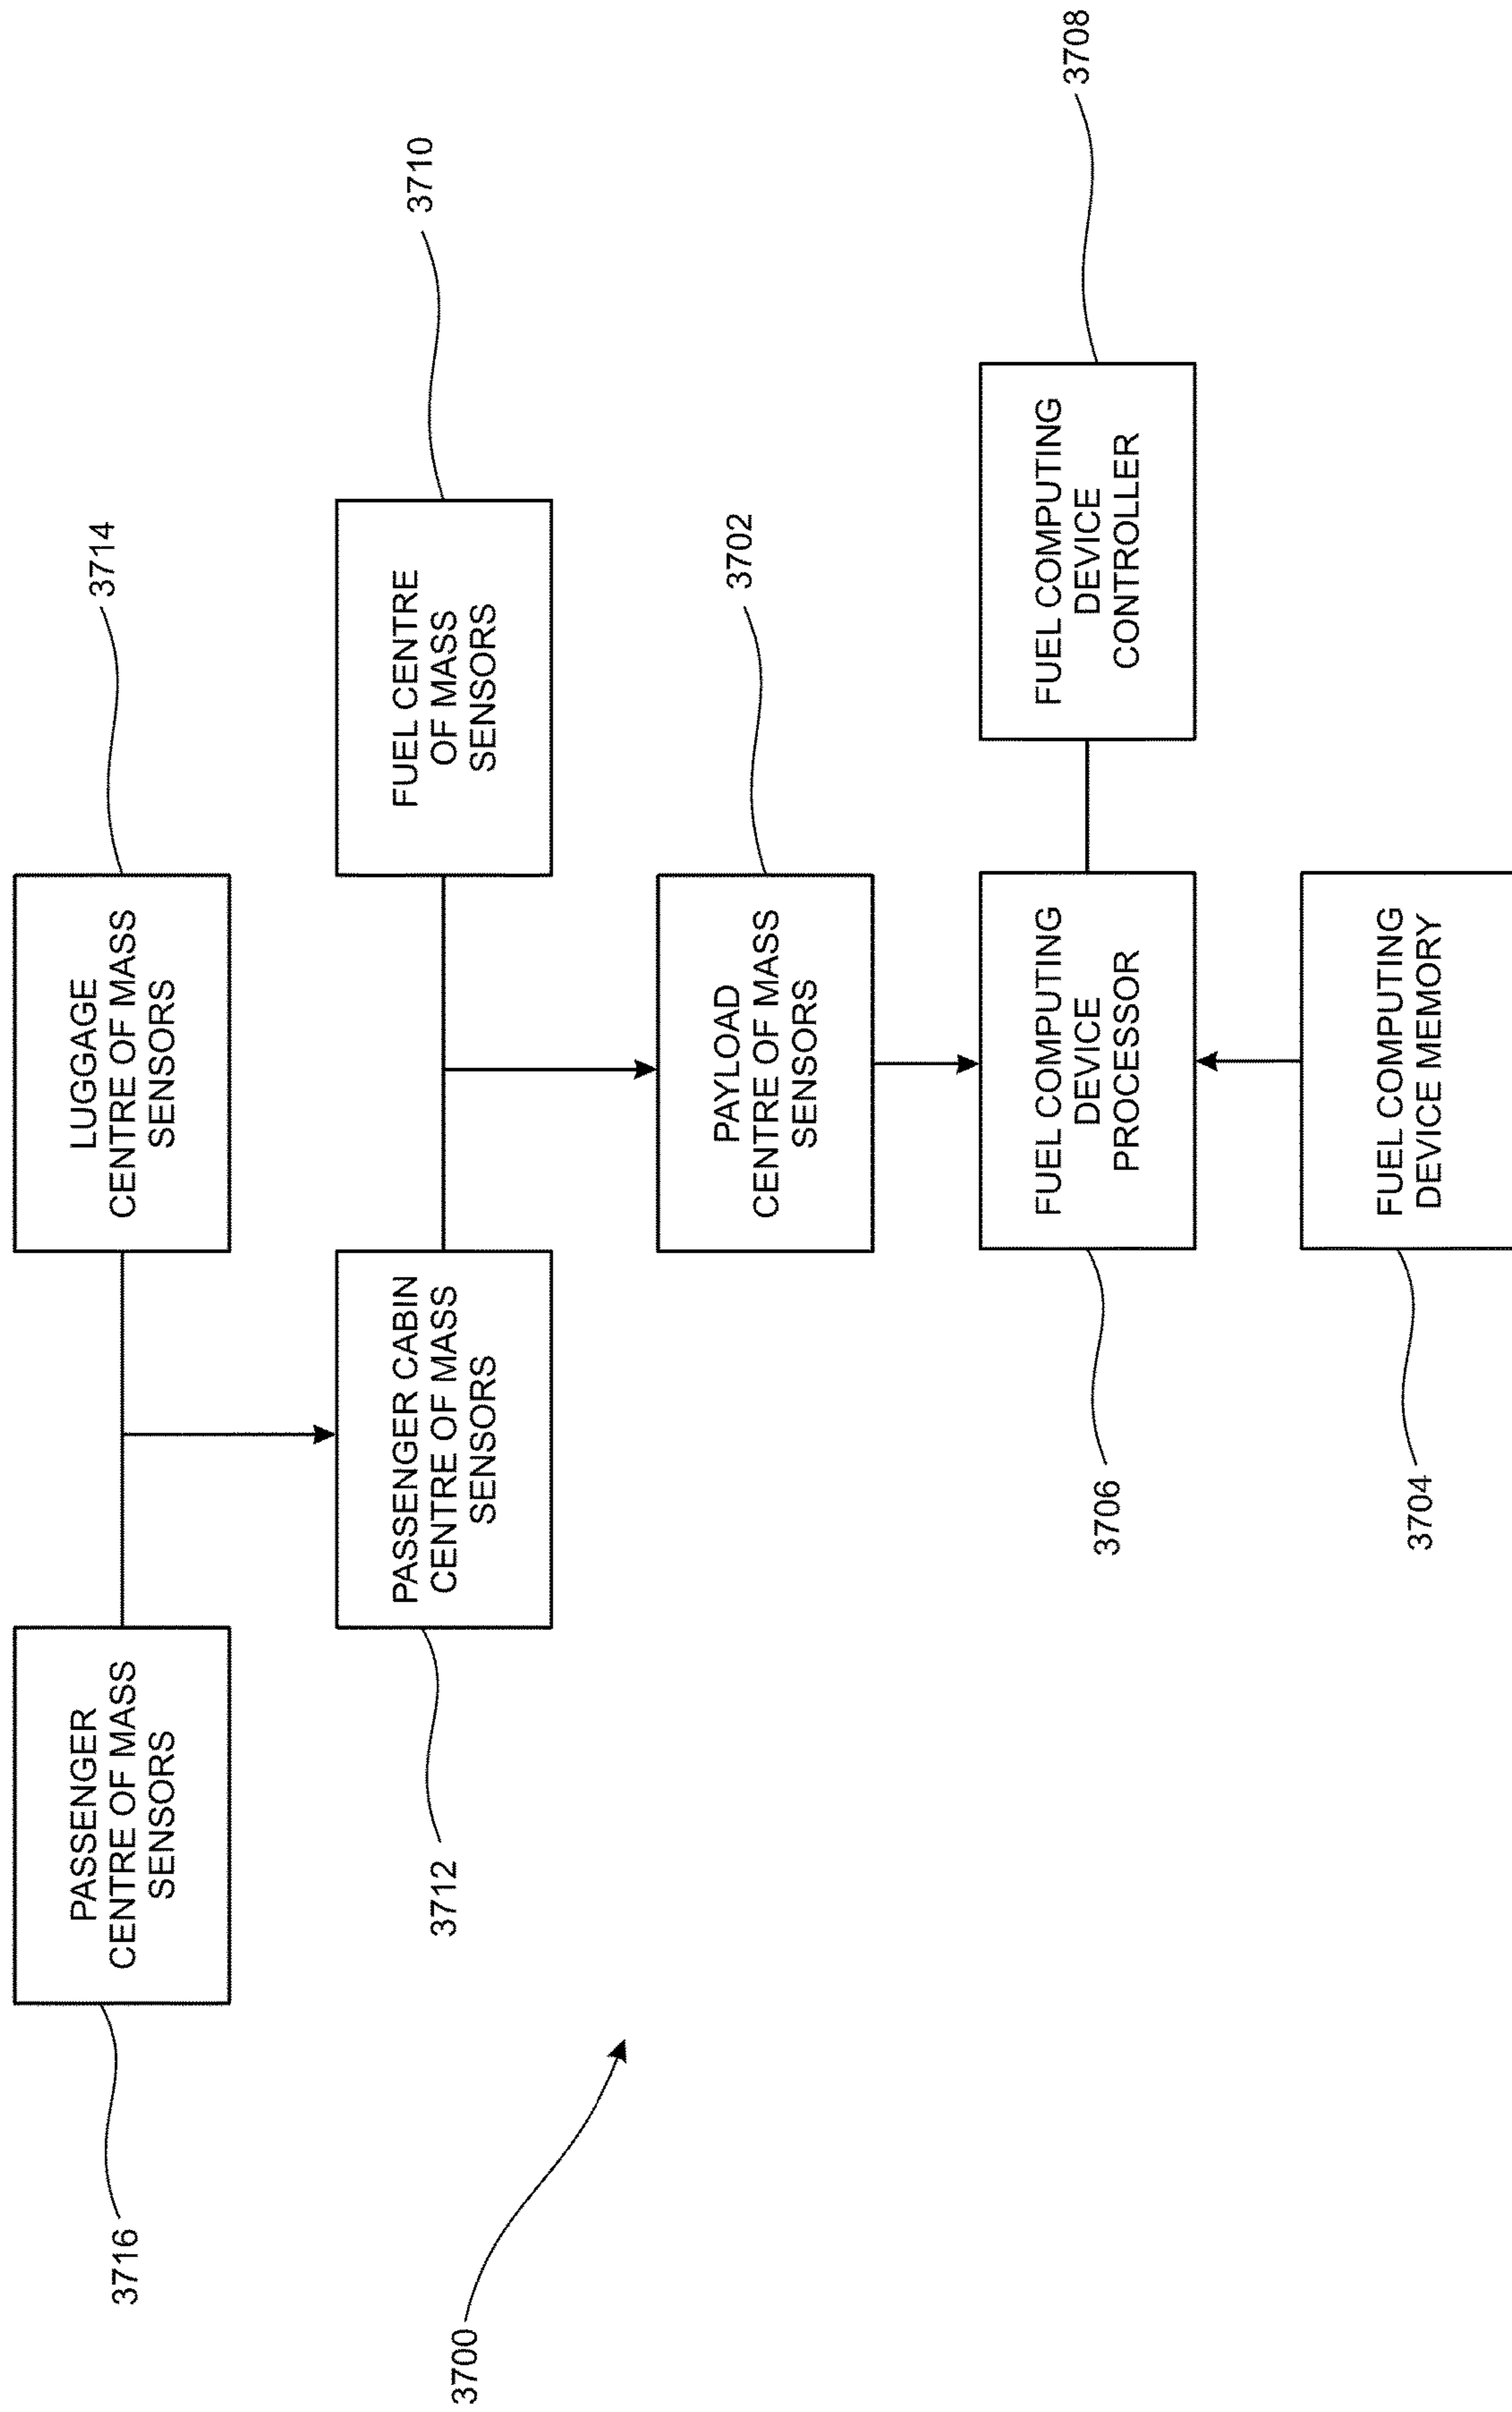 3716
PASSENGER
CENTRE OF MASS
SENSORS
LUGGAGE
CENTRE OF MASS
SENSORS
3714
3712
PASSENGER CABIN
CENTRE OF MASS
SENSORS
FUEL CENTRE
OF MASS
SENSORS
3710
3700
PAYLOAD
CENTRE OF MASS
SENSORS
3702
3706
FUEL COMPUTING
DEVICE
PROCESSOR
FUEL COMPUTING
DEVICE
CONTROLLER
3708
3704
FUEL COMPUTING
DEVICE MEMORY